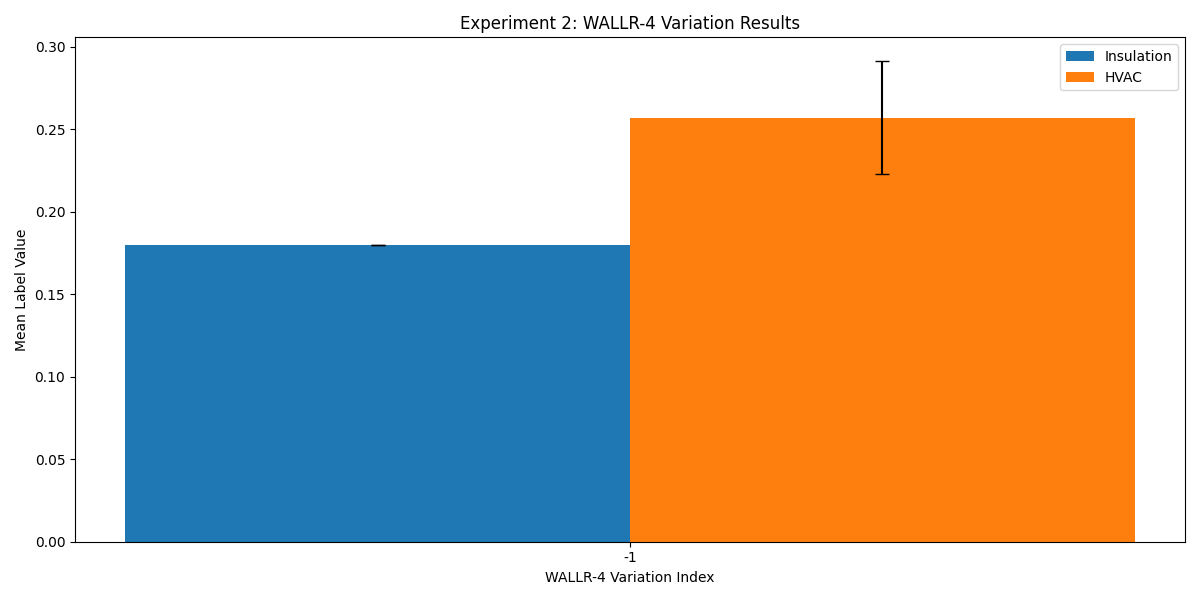 Experiment 2: WALLR-4 Variation Results
Insulation
HVAC
Mean Label Value
0.30
0.25
0.20
0.15
0.10
0.05
0.00
-1
WALLR-4 Variation Index